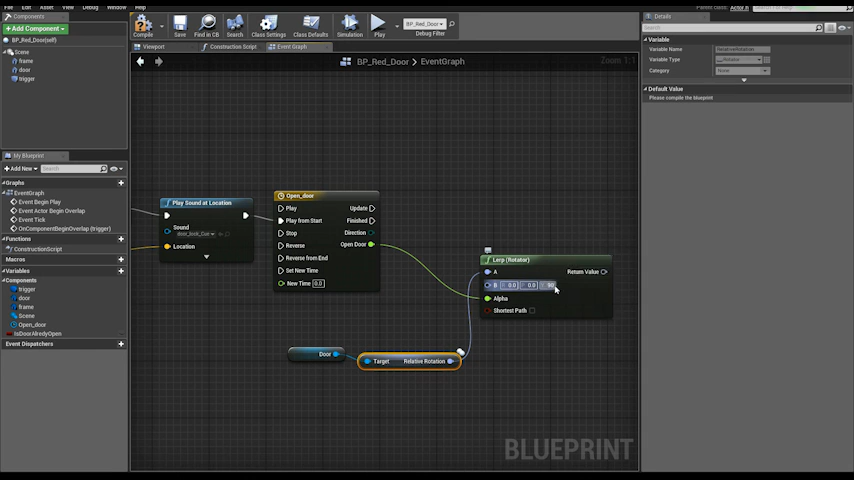 File Edit Asset View Debug Window Help
Components
+ Add Component
BP_Red_Door(self)
Scene
frame
door
trigger
My Blueprint
+ Add New Search
Graphs
EventGraph
Event Begin Play
Event Actor Begin Overlap
Event Tick
OnComponentBeginOverlap (trigger)
Functions
ConstructionScript
Macros
Variables
Components
trigger
door
frame
Scene
Open_door
IsDoorAlredyOpen
Event Dispatchers
Compile Save Find in CB Search Class Settings Class Defaults Simulation Play
BP_Red_Door
Debug Filter
Viewport Construction Script Event Graph
BP_Red_Door > EventGraph
Zoom 1:1
Play Sound at Location
Sound
door_lock_Cue
Location
Open_door
Play Update
Play from Start Finished
Stop Direction
Reverse Open Door
Reverse from End
Set New Time
New Time 0.0
Lerp (Rotator)
A Return Value
B 0.0 0.0 90
Alpha
Shortest Path
Door
Target Relative Rotation
BLUEPRINT
Details
Search
Variable
Variable Name RelativeRotation
Variable Type Rotator
Category None
Default Value
Please compile the blueprint